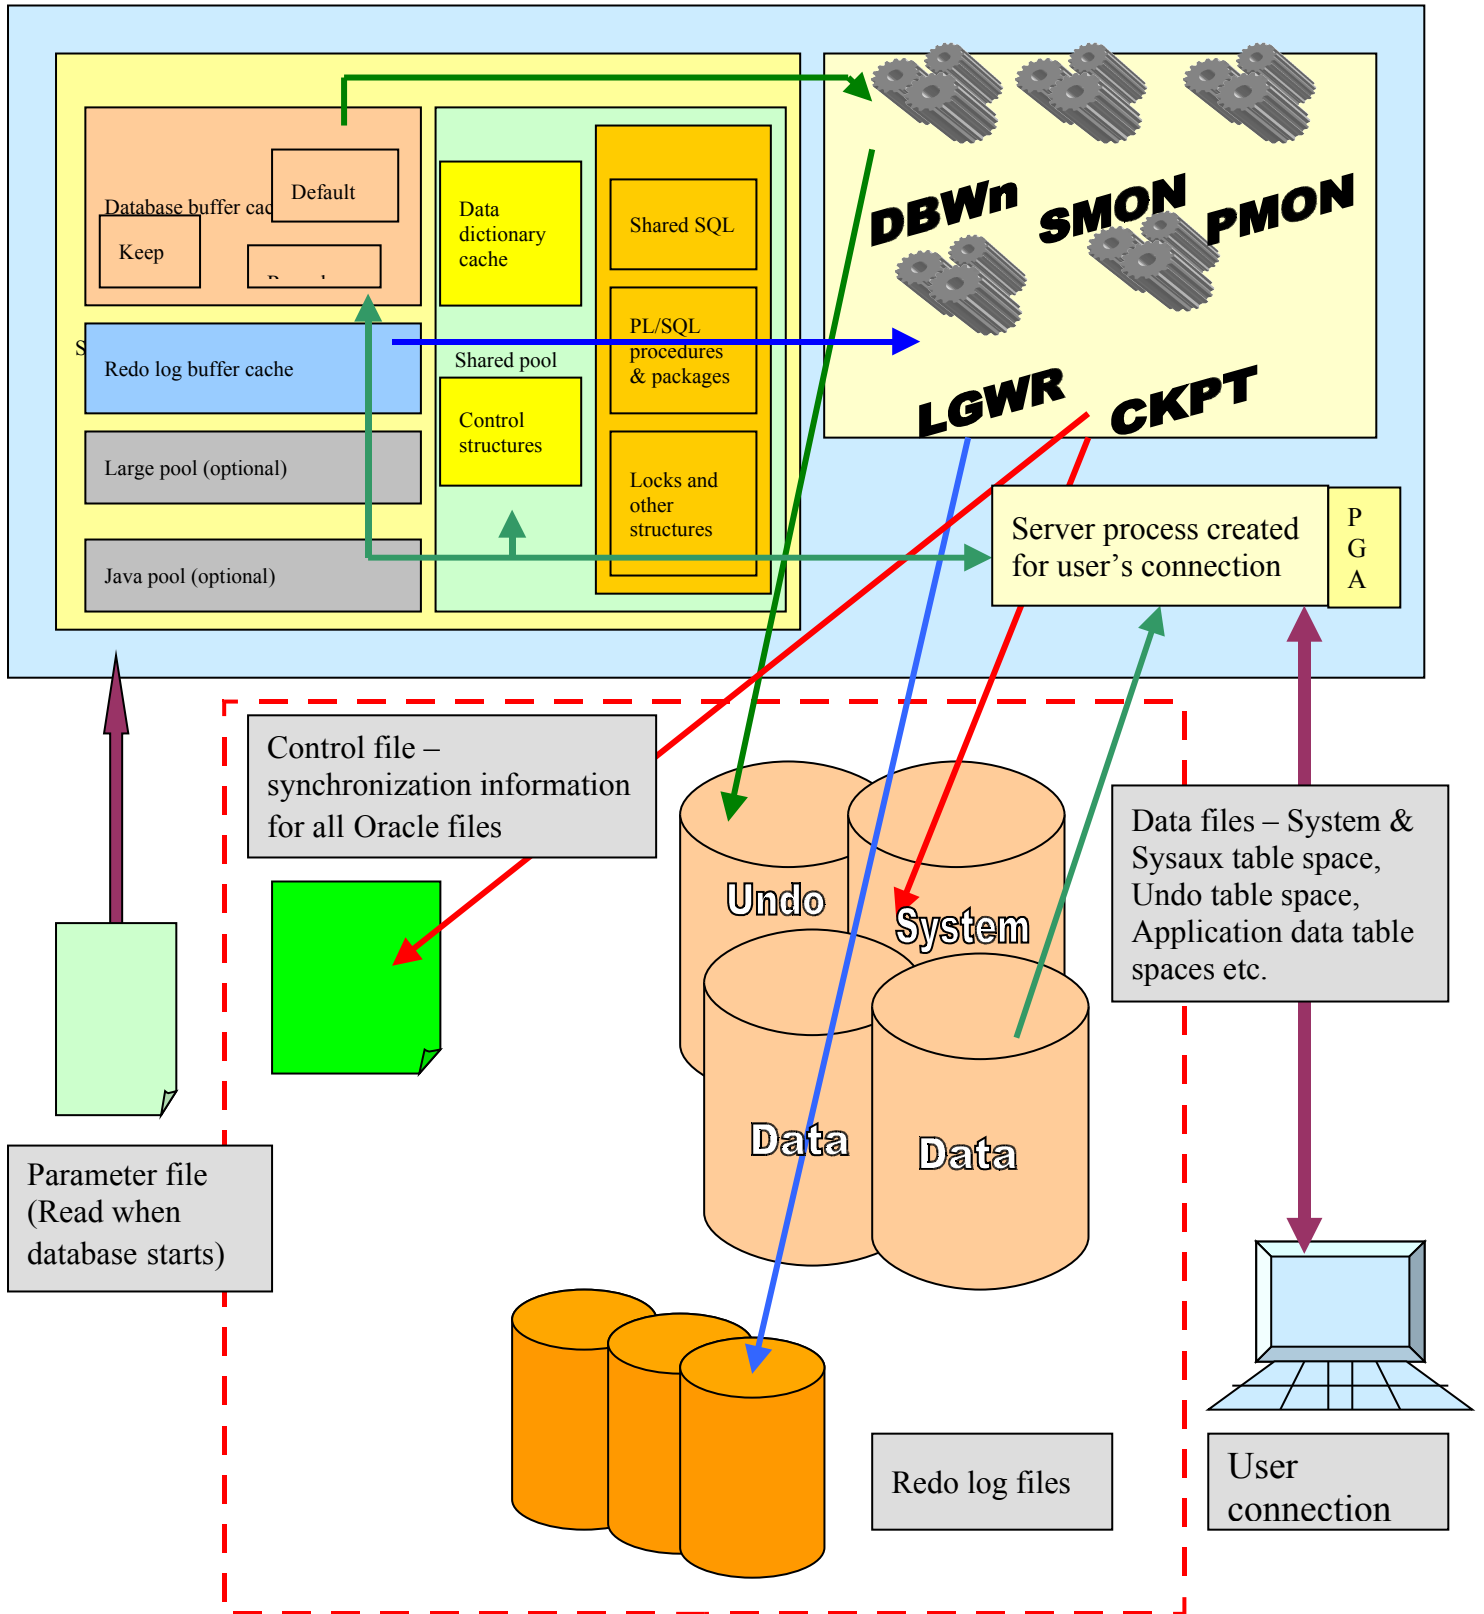 Default
Database buffer cac
Keep
Redo log buffer cache
Large pool (optional)
Java pool (optional)
Data
dictionary
cache
Shared pool
Control
structures
Shared SQL
PL/SQL
procedures
& packages
Locks and
other
structures
DBWn
SMON
PMON
LGWR
CKPT
Server process created
for user's connection
P
G
A
Control file –
synchronization information
for all Oracle files
Undo
System
Data
Data
Data files – System &
Sysaux table space,
Undo table space,
Application data table
spaces etc.
Parameter file
(Read when
database starts)
Redo log files
User
connection